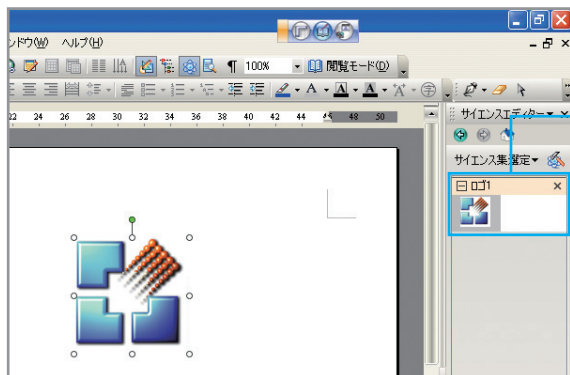 ンドウ(W) ヘルプ(H)
¶ 100% 閲覧モード(D)
A A A
22 24 26 28 30 32 34 36 38 40 42 44 48 50
サイエンスエディター
サイエンス集選定
ロゴ1